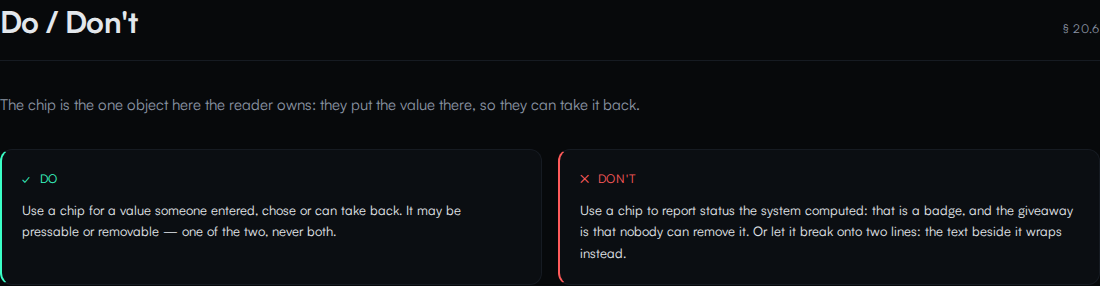 Do / Don't
§ 20.6
The chip is the one object here the reader owns: they put the value there, so they can take it back.
✓ DO
Use a chip for a value someone entered, chose or can take back. It may be
pressable or removable — one of the two, never both.
✕ DON'T
Use a chip to report status the system computed: that is a badge, and the giveaway
is that nobody can remove it. Or let it break onto two lines: the text beside it wraps
instead.